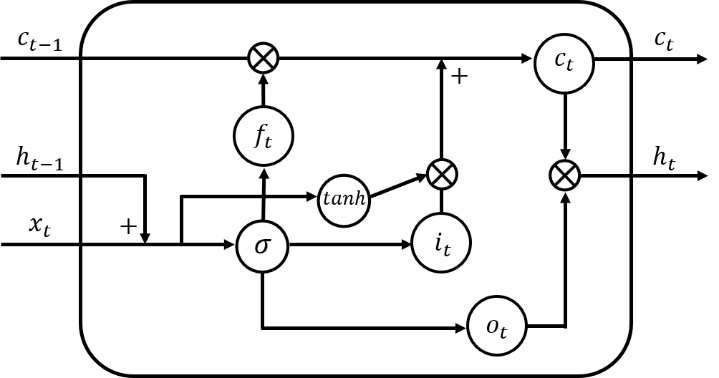 c_{t−1}
c_t
c_t
+
f_t
h_{t−1}
h_t
tanh
x_t
+
σ
i_t
o_t